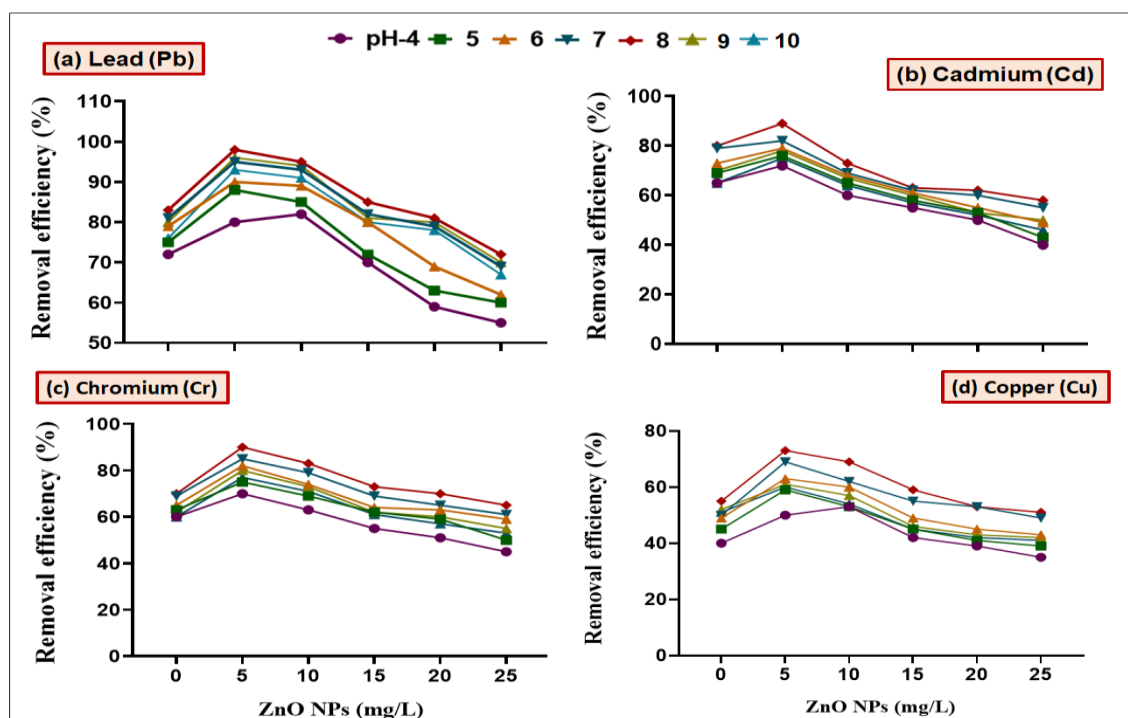 pH-4 5 6 7 8 9 10
(a) Lead (Pb)
(b) Cadmium (Cd)
Removal efficiency (%)
110
100
90
80
70
60
50
Removal efficiency (%)
100
80
60
40
20
0
(c) Chromium (Cr)
(d) Copper (Cu)
Removal efficiency (%)
100
80
60
40
20
0
0 5 10 15 20 25
ZnO NPs (mg/L)
Removal efficiency (%)
80
60
40
20
0
0 5 10 15 20 25
ZnO NPs (mg/L)